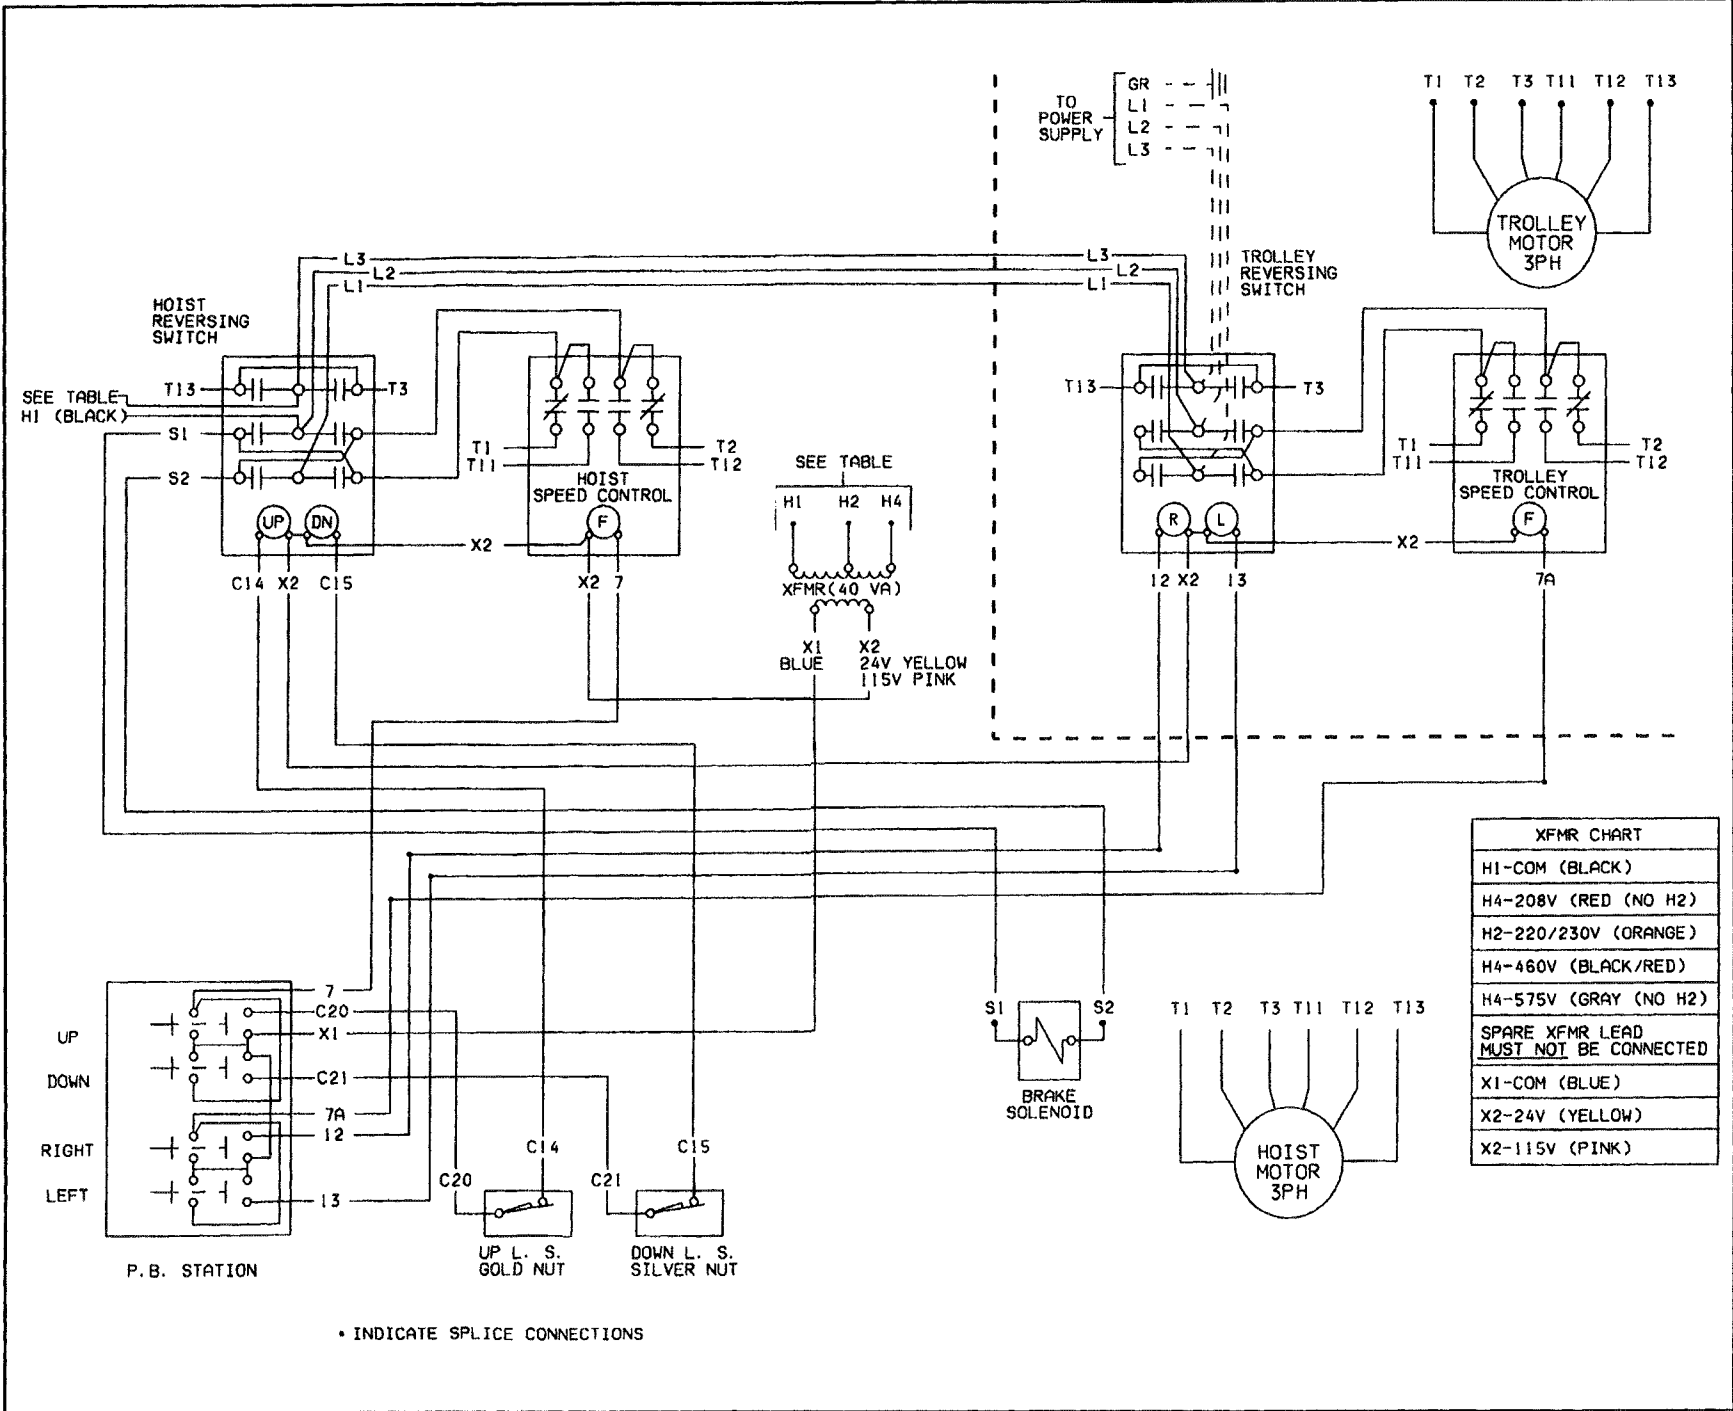 T1 T2 T3 T11 T12 T13
TO
POWER
SUPPLY
GR
L1
L2
L3
TROLLEY
MOTOR
3PH
L3
L2
L1
L3
L2
L1
TROLLEY
REVERSING
SWITCH
HOIST
REVERSING
SWITCH
SEE TABLE
H1 (BLACK)
T13
T3
S1
S2
UP
DN
T1
T11
T2
T12
HOIST
SPEED CONTROL
F
X2
C14 X2 C15
X2 7
SEE TABLE
H1 H2 H4
XFMR(40 VA)
X1
BLUE
X2
24V YELLOW
115V PINK
T13
T3
R
L
12 X2 13
T1
T11
T2
T12
TROLLEY
SPEED CONTROL
F
X2
7A
XFMR CHART
H1-COM (BLACK)
H4-208V (RED (NO H2)
H2-220/230V (ORANGE)
H4-460V (BLACK/RED)
H4-575V (GRAY (NO H2)
SPARE XFMR LEAD
MUST NOT BE CONNECTED
X1-COM (BLUE)
X2-24V (YELLOW)
X2-115V (PINK)
UP
DOWN
RIGHT
LEFT
7
C20
X1
C21
7A
12
13
P.B. STATION
C20
C14
UP L. S.
GOLD NUT
C21
C15
DOWN L. S.
SILVER NUT
S1
S2
BRAKE
SOLENOID
T1 T2 T3 T11 T12 T13
HOIST
MOTOR
3PH
• INDICATE SPLICE CONNECTIONS